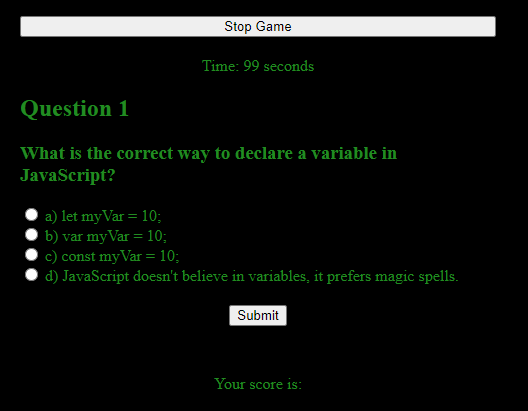 Stop Game
Time: 99 seconds
Question 1
What is the correct way to declare a variable in
JavaScript?
a) let myVar = 10;
b) var myVar = 10;
c) const myVar = 10;
d) JavaScript doesn't believe in variables, it prefers magic spells.
Submit
Your score is: